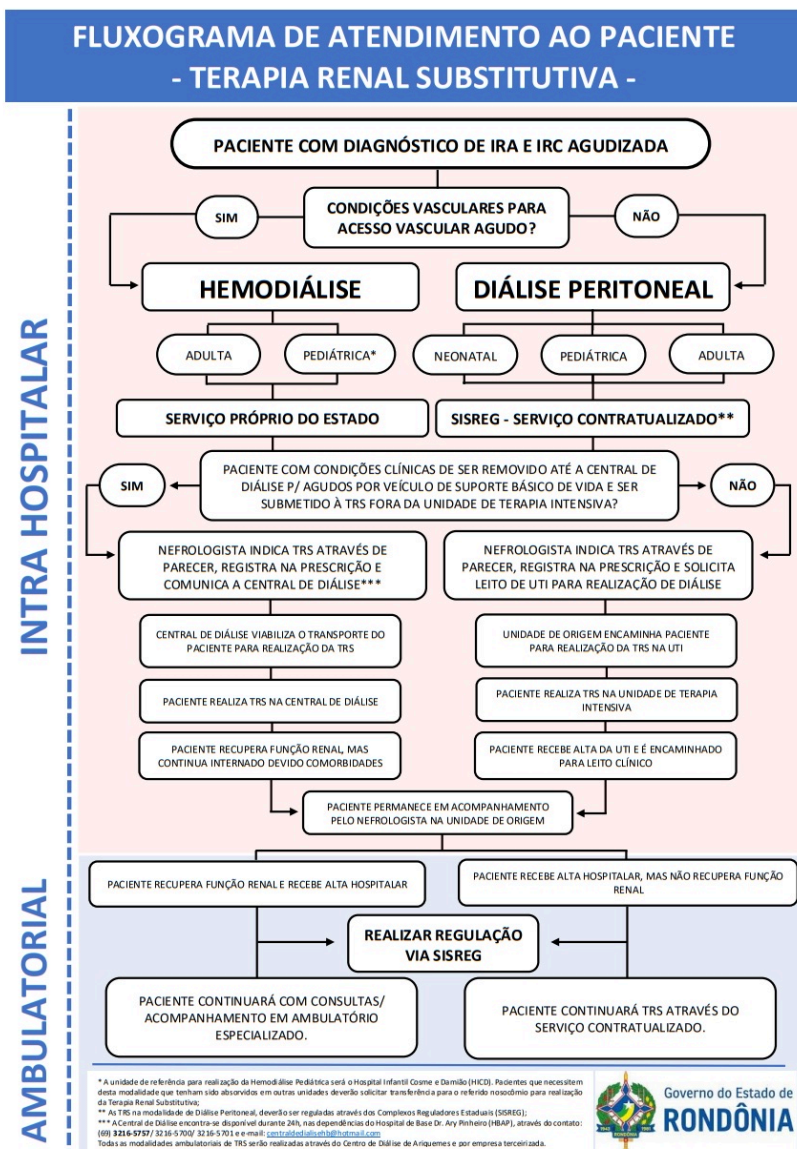 FLUXOGRAMA DE ATENDIMENTO AO PACIENTE
- TERAPIA RENAL SUBSTITUTIVA -
INTRA HOSPITALAR
PACIENTE COM DIAGNÓSTICO DE IRA E IRC AGUDIZADA
SIM
CONDIÇÕES VASCULARES PARA
ACESSO VASCULAR AGUDO?
NÃO
HEMODIÁLISE
DIÁLISE PERITONEAL
ADULTA
PEDIÁTRICA*
NEONATAL
PEDIÁTRICA
ADULTA
SERVIÇO PRÓPRIO DO ESTADO
SISREG - SERVIÇO CONTRATUALIZADO**
SIM
PACIENTE COM CONDIÇÕES CLÍNICAS DE SER REMOVIDO ATÉ A CENTRAL DE
DIÁLISE P/ AGUDOS POR VEÍCULO DE SUPORTE BÁSICO DE VIDA E SER
SUBMETIDO À TRS FORA DA UNIDADE DE TERAPIA INTENSIVA?
NÃO
NEFROLOGISTA INDICA TRS ATRAVÉS DE
PARECER, REGISTRA NA PRESCRIÇÃO E
COMUNICA A CENTRAL DE DIÁLISE***
NEFROLOGISTA INDICA TRS ATRAVÉS DE
PARECER, REGISTRA NA PRESCRIÇÃO E SOLICITA
LEITO DE UTI PARA REALIZAÇÃO DE DIÁLISE
CENTRAL DE DIÁLISE VIABILIZA O TRANSPORTE DO
PACIENTE PARA REALIZAÇÃO DA TRS
UNIDADE DE ORIGEM ENCAMINHA PACIENTE
PARA REALIZAÇÃO DA TRS NA UTI
PACIENTE REALIZA TRS NA CENTRAL DE DIÁLISE
PACIENTE REALIZA TRS NA UNIDADE DE TERAPIA
INTENSIVA
PACIENTE RECUPERA FUNÇÃO RENAL, MAS
CONTINUA INTERNADO DEVIDO COMORBIDADES
PACIENTE RECEBE ALTA DA UTI E É ENCAMINHADO
PARA LEITO CLÍNICO
PACIENTE PERMANECE EM ACOMPANHAMENTO
PELO NEFROLOGISTA NA UNIDADE DE ORIGEM
AMBULATORIAL
PACIENTE RECUPERA FUNÇÃO RENAL E RECEBE ALTA HOSPITALAR
PACIENTE RECEBE ALTA HOSPITALAR, MAS NÃO RECUPERA FUNÇÃO
RENAL
REALIZAR REGULAÇÃO
VIA SISREG
PACIENTE CONTINUARÁ COM CONSULTAS/
ACOMPANHAMENTO EM AMBULATÓRIO
ESPECIALIZADO.
PACIENTE CONTINUARÁ TRS ATRAVÉS DO
SERVIÇO CONTRATUALIZADO.
* A unidade de referência para realização da Hemodiálise Pediátrica será o Hospital Infantil Cosme e Damião (HICD). Pacientes que necessitem
desta modalidade que tenham sido absorvidos em outras unidades deverão solicitar transferência para o referido nosocômio para realização
da Terapia Renal Substitutiva;
** As TRS na modalidade de Diálise Peritoneal, deverão ser reguladas através dos Complexos Reguladores Estaduais (SISREG);
*** A Central de Diálise encontra-se disponível durante 24h, nas dependências do Hospital de Base Dr. Ary Pinheiro (HBAP), através do contato:
(69) 3216-5757/ 3216-5700/ 3216-5701 e e-mail: centraldedialisehb@hotmail.com
Todas as modalidades ambulatoriais de TRS serão realizadas através do Centro de Diálise de Ariquemes e por empresa terceirizada.
Governo do Estado de
RONDÔNIA